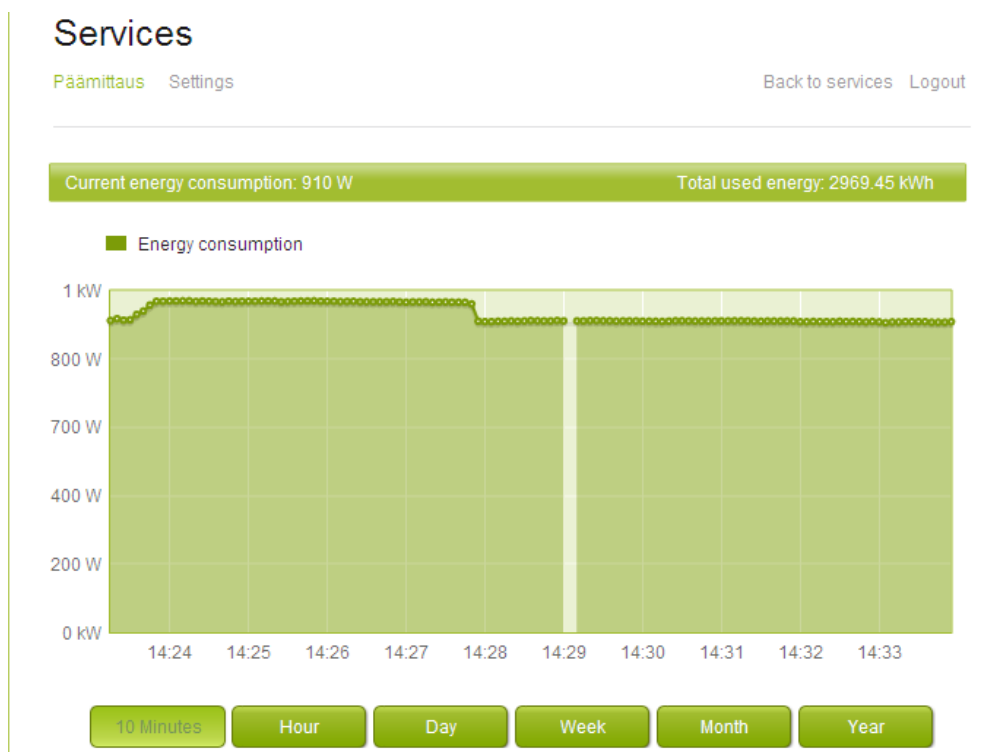 Services
Päämittaus Settings Back to services Logout
Current energy consumption: 910 W Total used energy: 2969.45 kWh
Energy consumption
1 kW
800 W
700 W
400 W
200 W
0 kW
14:24 14:25 14:26 14:27 14:28 14:29 14:30 14:31 14:32 14:33
10 Minutes Hour Day Week Month Year